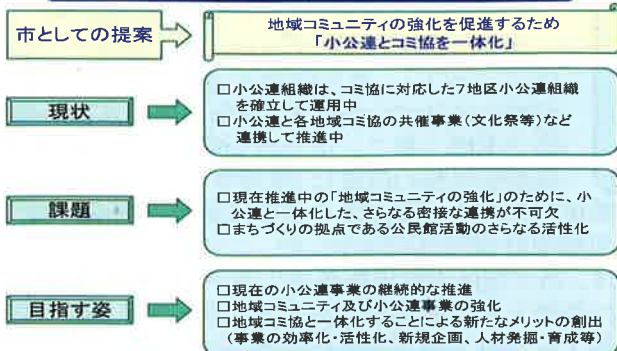 市としての提案
地域コミュニティの強化を促進するため
「小公連とコミ協を一体化」
現状
□小公連組織は、コミ協に対応した7地区小公連組織
を確立して運用中
□小公連と各地域コミ協の共催事業(文化祭等)など
連携して推進中
課題
□現在推進中の「地域コミュニティの強化」のために、小
公連と一体化した、さらなる密接な連携が不可欠
□まちづくりの拠点である公民館活動のさらなる活性化
目指す姿
□現在の小公連事業の継続的な推進
□地域コミュニティ及び小公連事業の強化
□地域コミ協と一体化することによる新たなメリットの創出
(事業の効率化・活性化、新規企画、人材発掘・育成等)